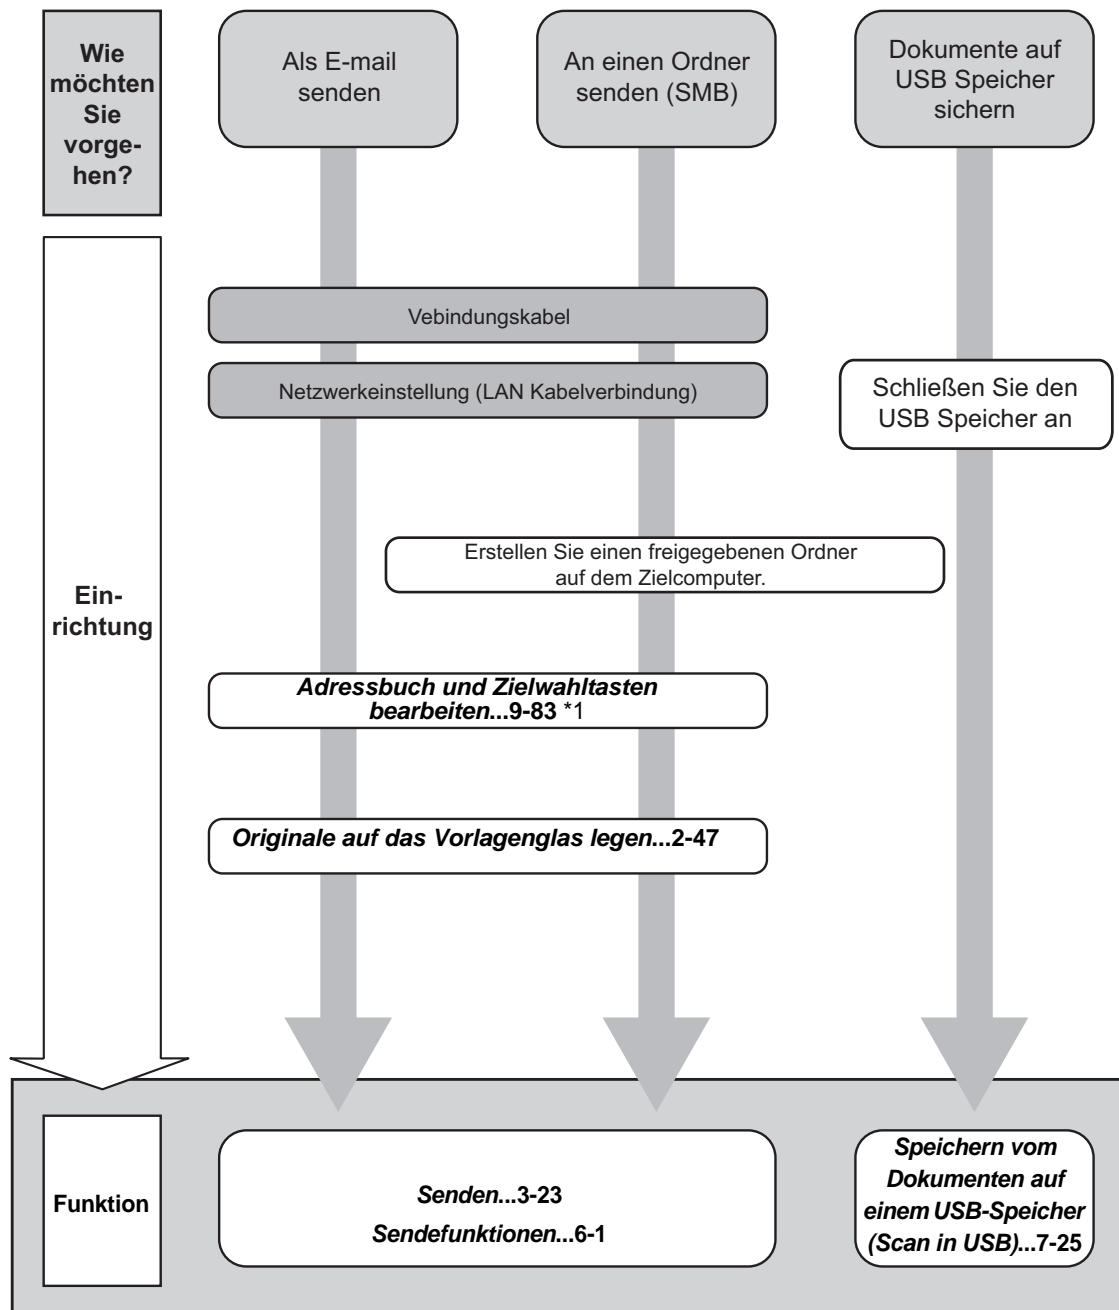 Wie
möchten
Sie
vorge-
hen?
Als E-mail
senden
An einen Ordner
senden (SMB)
Dokumente auf
USB Speicher
sichern
Vebindungskabel
Netzwerkeinstellung (LAN Kabelverbindung)
Schließen Sie den
USB Speicher an
Erstellen Sie einen freigegebenen Ordner
auf dem Zielcomputer.
Ein-
richtung
Adressbuch und Zielwahltasten
bearbeiten...9-83 *1
Originale auf das Vorlagenglas legen...2-47
Funktion
Senden...3-23
Sendefunktionen...6-1
Speichern vom
Dokumenten auf
einem USB-Speicher
(Scan in USB)...7-25